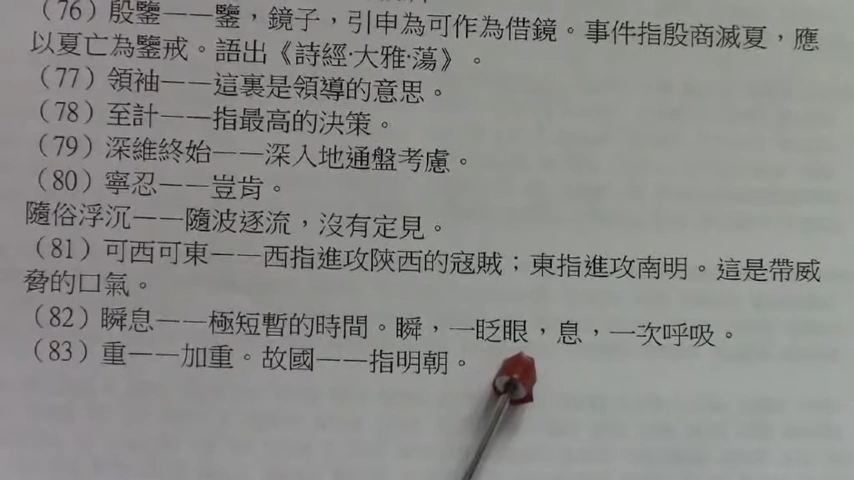 (76) 殷鑒——鑒，鏡子，引申為可作為借鏡。事件指殷商滅夏，應
以夏亡為鑒戒。語出《詩經·大雅·蕩》。
(77) 領袖——這裏是領導的意思。
(78) 至計——指最高的決策。
(79) 深維終始——深入地通盤考慮。
(80) 寧忍——豈肯。
隨俗浮沉——隨波逐流，沒有定見。
(81) 可西可東——西指進攻陝西的寇賊；東指進攻南明。這是帶威
脅的口氣。
(82) 瞬息——極短暫的時間。瞬，一眨眼，息，一次呼吸。
(83) 重——加重。故國——指明朝。